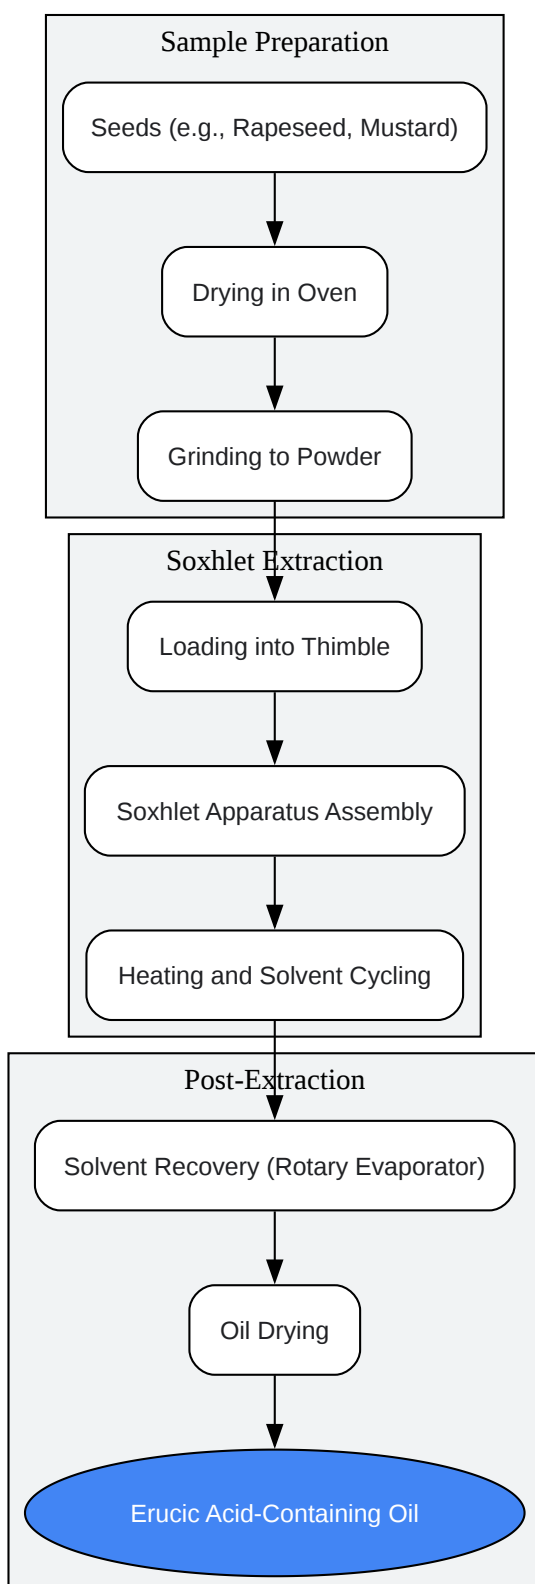 Sample Preparation
Seeds (e.g., Rapeseed, Mustard)
Drying in Oven
Grinding to Powder
Soxhlet Extraction
Loading into Thimble
Soxhlet Apparatus Assembly
Heating and Solvent Cycling
Post-Extraction
Solvent Recovery (Rotary Evaporator)
Oil Drying
Erucic Acid-Containing Oil